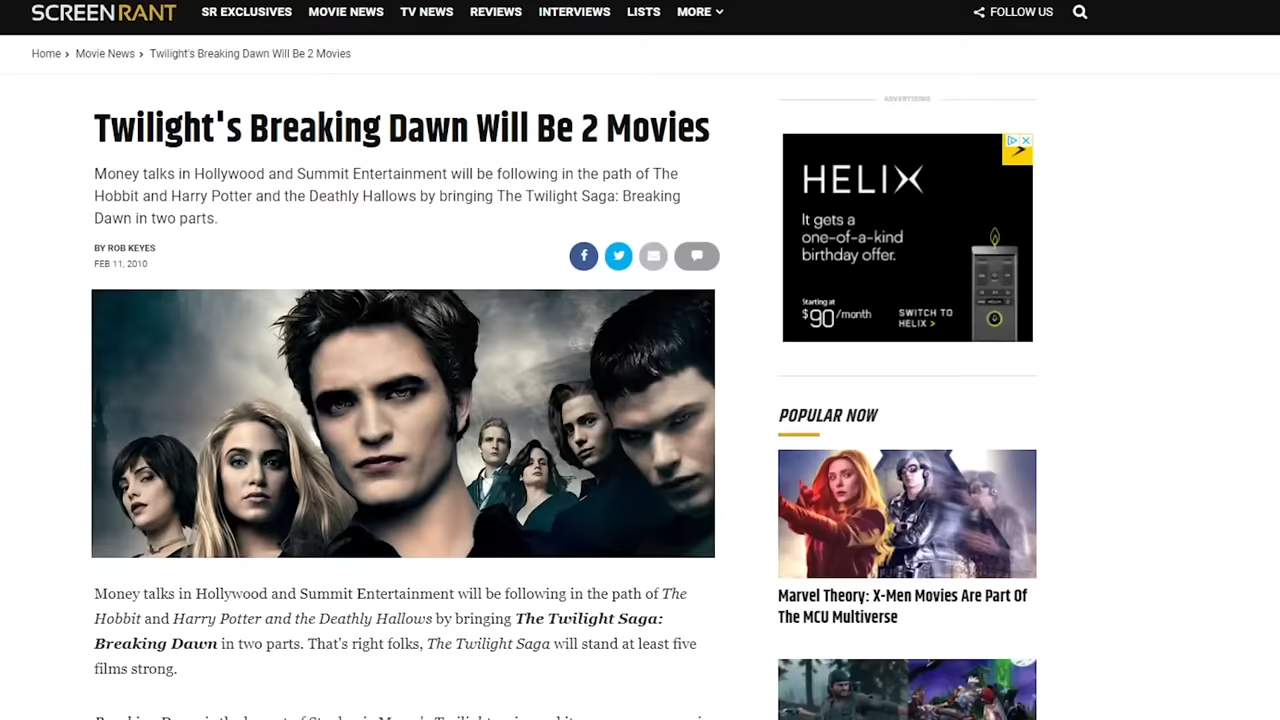 SCREENRANT SR EXCLUSIVES MOVIE NEWS TV NEWS REVIEWS INTERVIEWS LISTS MORE FOLLOW US
Home › Movie News › Twilight's Breaking Dawn Will Be 2 Movies
Twilight's Breaking Dawn Will Be 2 Movies
Money talks in Hollywood and Summit Entertainment will be following in the path of The
Hobbit and Harry Potter and the Deathly Hallows by bringing The Twilight Saga: Breaking
Dawn in two parts.
BY ROB KEYES
FEB 11, 2010
Money talks in Hollywood and Summit Entertainment will be following in the path of The
Hobbit and Harry Potter and the Deathly Hallows by bringing The Twilight Saga:
Breaking Dawn in two parts. That's right folks, The Twilight Saga will stand at least five
films strong.
ADVERTISING
HELIX
It gets a
one-of-a-kind
birthday offer.
Starting at
$90/month
SWITCH TO
HELIX >
POPULAR NOW
Marvel Theory: X-Men Movies Are Part Of
The MCU Multiverse